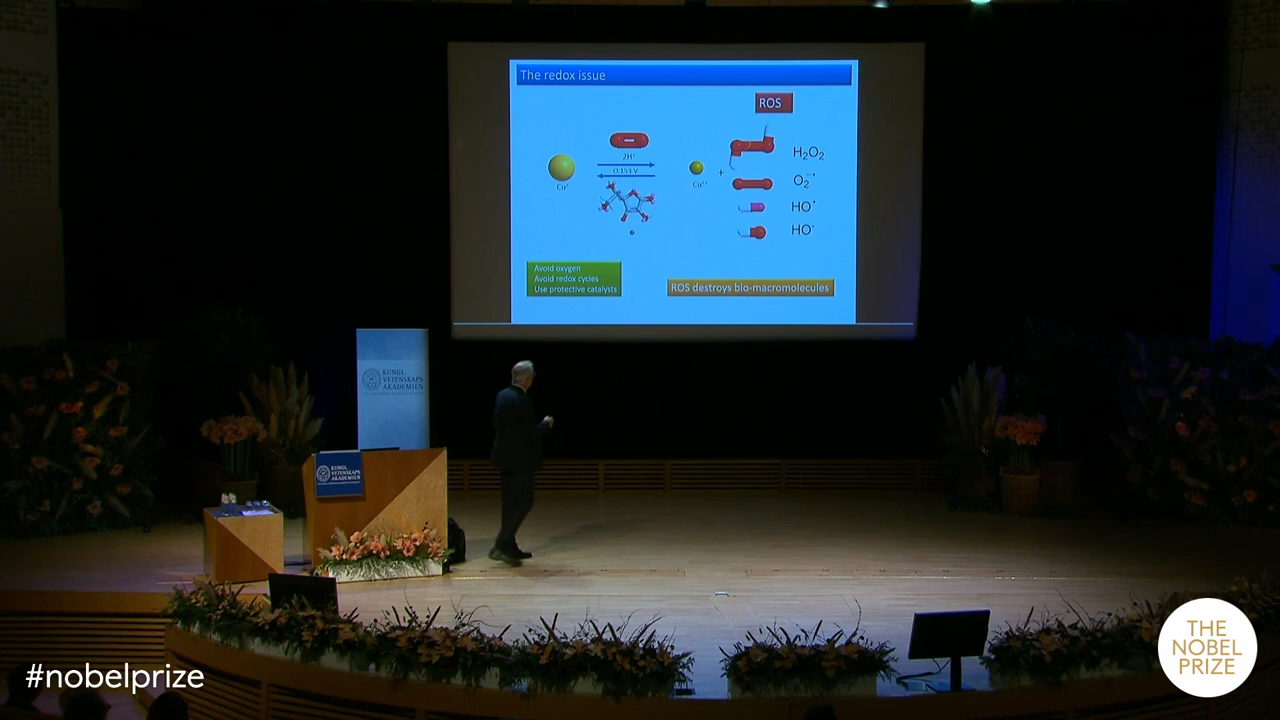 The redox issue
ROS
2H⁺
0,153 V
Cu⁺
Cu⁺⁺
+
H₂O₂
O₂⁻•
HO•
HO⁻
Avoid oxygen
Avoid redox cycles
Use protective catalysts
ROS destroys bio-macromolecules
KUNGL.
VETENSKAPS
AKADEMIEN
KUNGL.
VETENSKAPS
AKADEMIEN
#nobelprize
THE
NOBEL
PRIZE